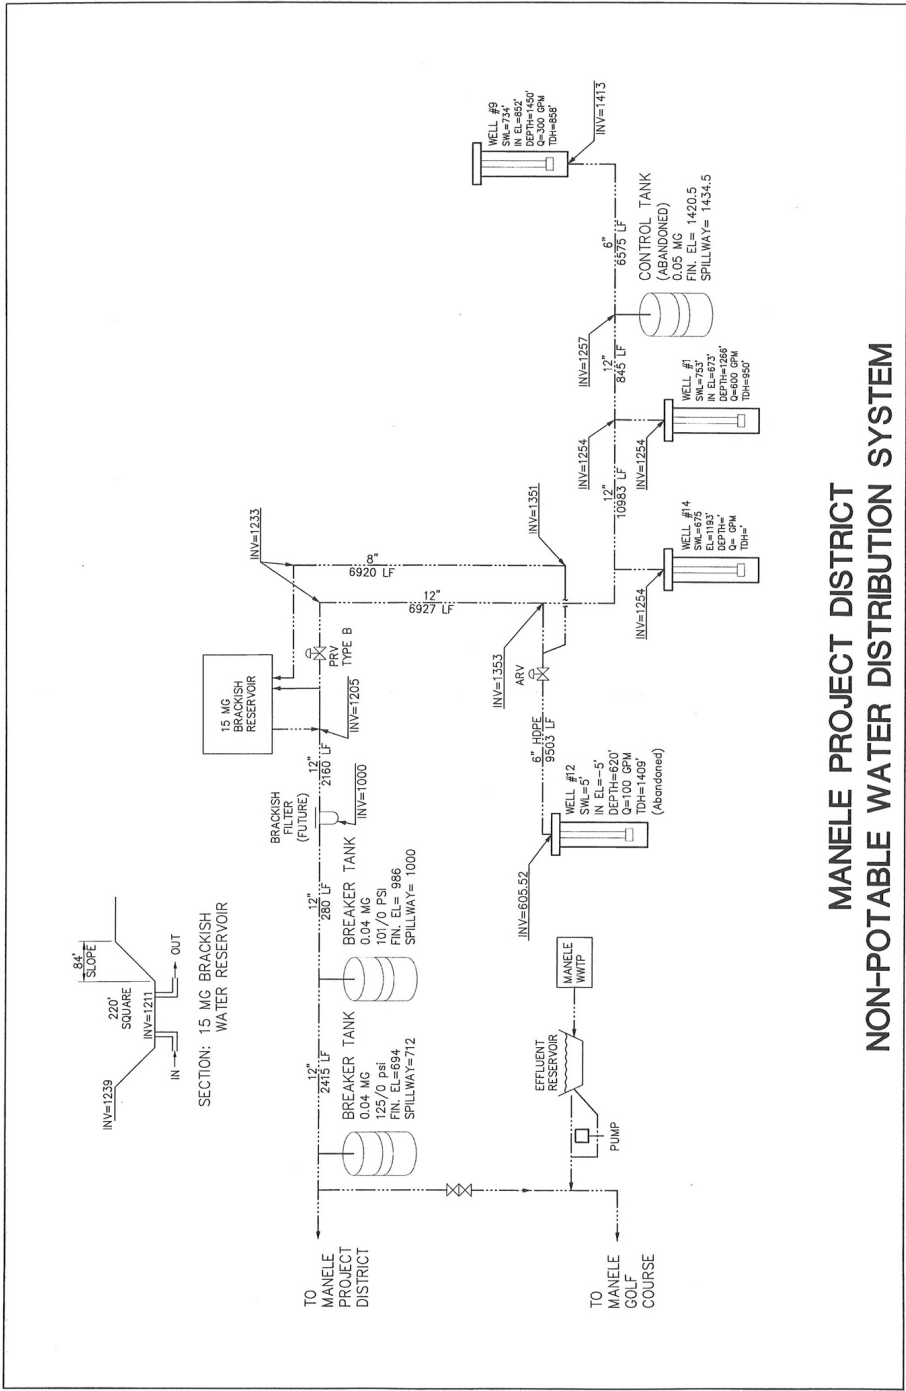 INV=1239
IN
220'
SQUARE
INV=1211
84'
SLOPE
OUT
SECTION: 15 MG BRACKISH
WATER RESERVOIR
15 MG
BRACKISH
RESERVOIR
INV=1233
8"
6920 LF
12"
6927 LF
PRV
TYPE B
INV=1205
12"
2160 LF
BRACKISH
FILTER
(FUTURE)
INV=1000
12"
280 LF
BREAKER TANK
0.04 MG
101/0 PSI
FIN. EL= 986
SPILLWAY= 1000
12"
2415 LF
BREAKER TANK
0.04 MG
125/0 psi
FIN. EL=694
SPILLWAY=712
TO
MANELE
PROJECT
DISTRICT
INV=1351
INV=1353
ARV
6" HDPE
9503 LF
INV=605.52
WELL #12
SWL=5'
IN EL=-5'
DEPTH=620'
Q=100 GPM
TDH=1409'
(Abandoned)
MANELE
WWTP
EFFLUENT
RESERVOIR
PUMP
TO
MANELE
GOLF
COURSE
WELL #9
SWL=734'
IN EL=852'
DEPTH=1450'
Q=300 GPM
TDH=858'
INV=1413
6"
6575 LF
INV=1257
CONTROL TANK
(ABANDONED)
0.05 MG
FIN. EL= 1420.5
SPILLWAY= 1434.5
12"
845 LF
INV=1254
INV=1254
WELL #1
SWL=753'
IN EL=673'
DEPTH=1266'
Q=600 GPM
TDH=950'
12"
10983 LF
INV=1254
WELL #14
SWL=675
EL=1193'
DEPTH='
Q= GPM
TDH='
MANELE PROJECT DISTRICT
NON-POTABLE WATER DISTRIBUTION SYSTEM